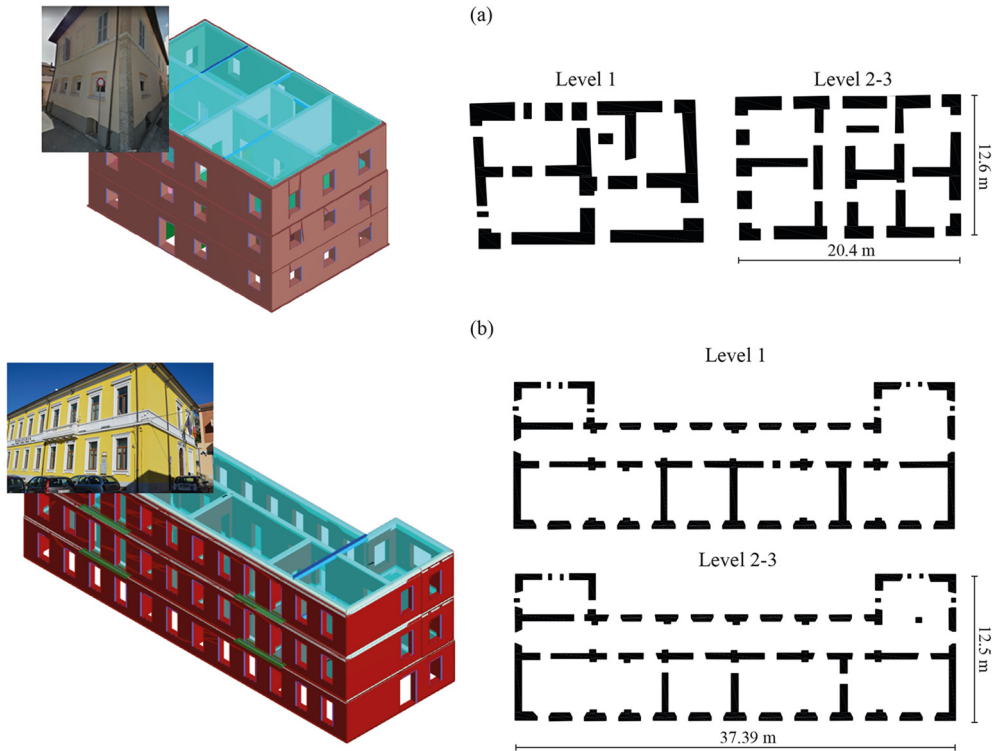 (a)
Level 1
Level 2-3
12.6 m
20.4 m
(b)
Level 1
Level 2-3
12.5 m
37.39 m